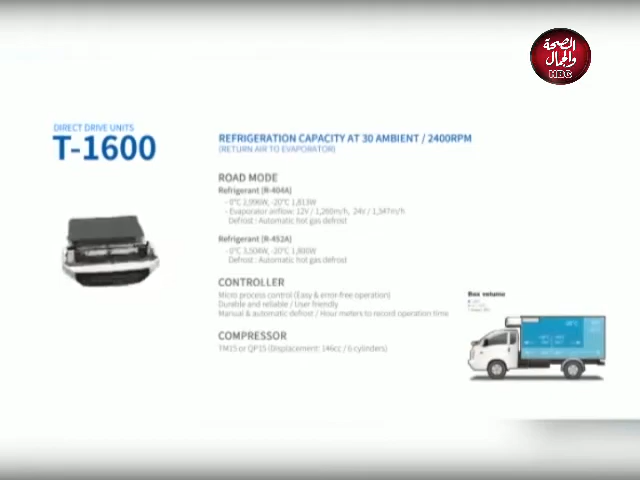 الصحة
والجمال
HBC
DIRECT DRIVE UNITS
T-1600
REFRIGERATION CAPACITY AT 30 AMBIENT / 2400RPM
(RETURN AIR TO EVAPORATOR)
ROAD MODE
Refrigerant (R-404A)
- 0°C 2,996W, -20°C 1,813W
- Evaporator airflow: 12V / 1,260m/h, 24V / 1,347m/h
Defrost : Automatic hot gas defrost
Refrigerant (R-452A)
- 0°C 3,504W, -20°C 1,800W
Defrost : Automatic hot gas defrost
CONTROLLER
Micro process control (Easy & error-free operation)
Durable and reliable / User friendly
Manual & automatic defrost / Hour meters to record operation time
COMPRESSOR
TM15 or QP15 (Displacement: 146cc / 6 cylinders)
Box volume